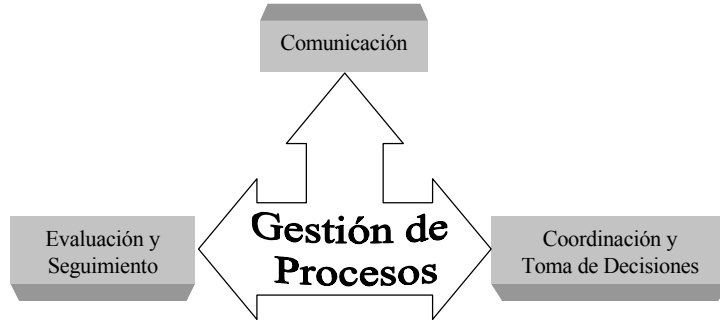 Comunicación
Evaluación y
Seguimiento
Gestión de
Procesos
Coordinación y
Toma de Decisiones